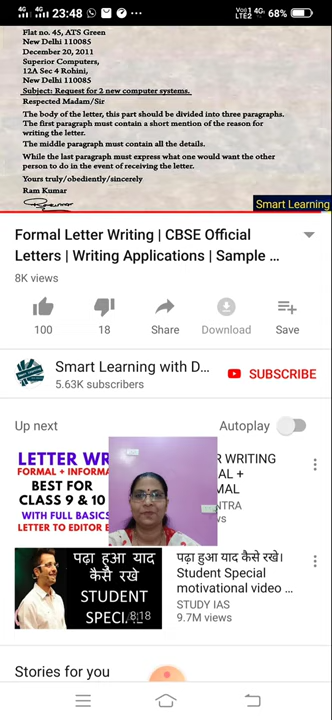 23:48
Voo 1 4G
LTE2
68%
Flat no. 45, ATS Green
New Delhi 110085
December 20, 2011
Superior Computers,
12A Sec 4 Rohini,
New Delhi 110085
Subject: Request for 2 new computer systems.
Respected Madam/Sir
The body of the letter, this part should be divided into three paragraphs.
The first paragraph must contain a short mention of the reason for
writing the letter.
The middle paragraph must contain all the details.
While the last paragraph must express what one would want the other
person to do in the event of receiving the letter.
Yours truly/obediently/sincerely
Ram Kumar
Smart Learning
Formal Letter Writing | CBSE Official
Letters | Writing Applications | Sample ...
8K views
100
18
Share
Download
Save
Smart Learning with D...
5.63K subscribers
SUBSCRIBE
Up next
Autoplay
LETTER WR
FORMAL + INFORMA
BEST FOR
CLASS 9 & 10
WITH FULL BASICS
LETTER TO EDITOR
R WRITING
AL +
MAL
NTRA
पढ़ा हुआ याद
कैसे रखे
STUDENT
SPECI
8:18
पढ़ा हुआ याद कैसे रखे।
Student Special
motivational video ...
STUDY IAS
9.7M views
Stories for you